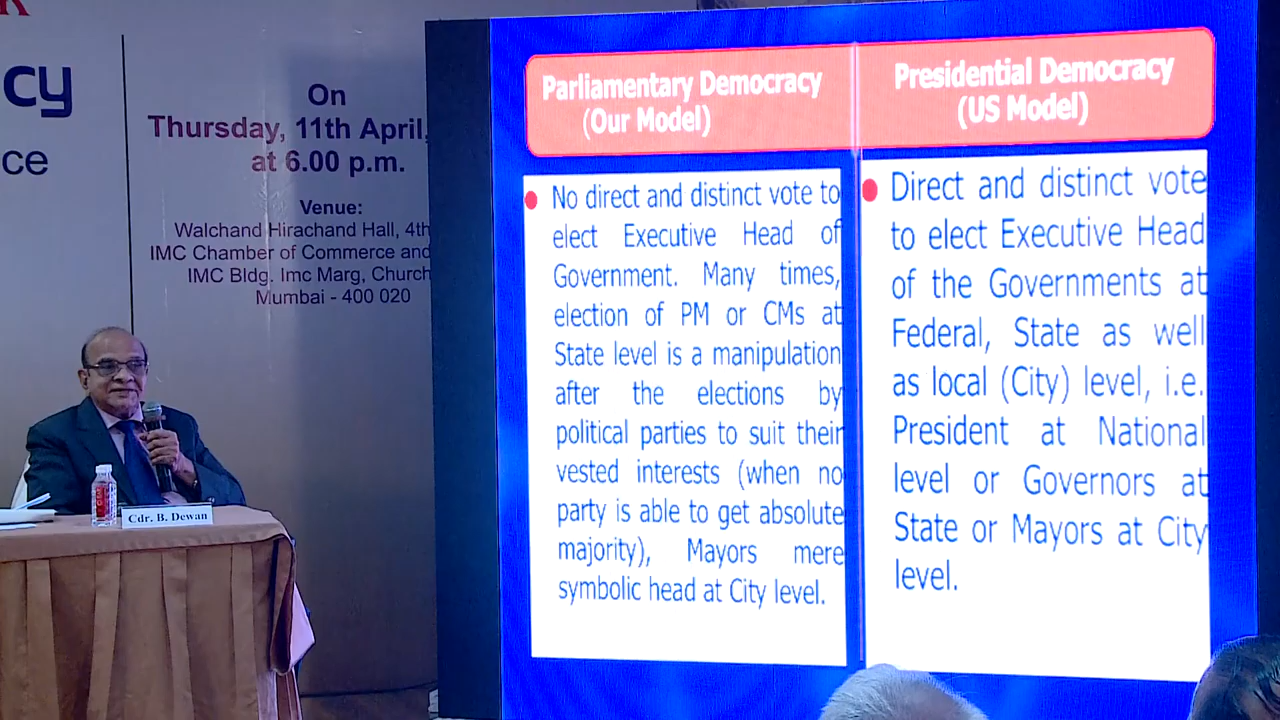 cy
ce
On
Thursday, 11th April,
at 6.00 p.m.
Venue:
Walchand Hirachand Hall, 4th
IMC Chamber of Commerce and
IMC Bldg. Imc Marg, Church
Mumbai - 400 020
Cdr. B. Dewan
Parliamentary Democracy
(Our Model)
No direct and distinct vote to
elect Executive Head of
Government. Many times,
election of PM or CMs at
State level is a manipulation
after the elections by
political parties to suit their
vested interests (when no
party is able to get absolute
majority), Mayors mere
symbolic head at City level.
Presidential Democracy
(US Model)
Direct and distinct vote
to elect Executive Head
of the Governments at
Federal, State as well
as local (City) level, i.e.
President at National
level or Governors at
State or Mayors at City
level.